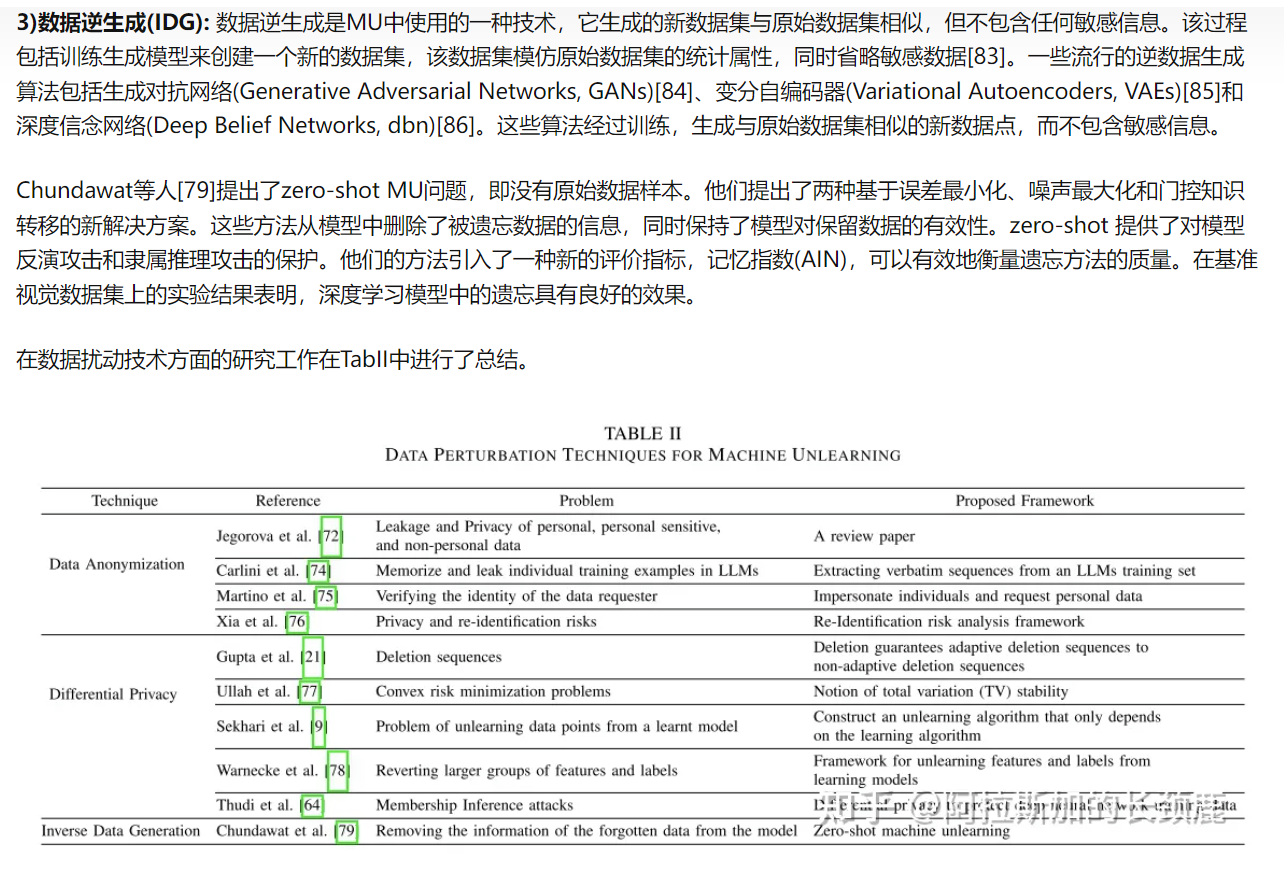 3)数据逆生成(IDG): 数据逆生成是MU中使用的一种技术，它生成的新数据集与原始数据集相似，但不包含任何敏感信息。该过程
包括训练生成模型来创建一个新的数据集，该数据集模仿原始数据集的统计属性，同时省略敏感数据[83]。一些流行的逆数据生成
算法包括生成对抗网络(Generative Adversarial Networks, GANs)[84]、变分自编码器(Variational Autoencoders, VAEs)[85]和
深度信念网络(Deep Belief Networks, dbn)[86]。这些算法经过训练，生成与原始数据集相似的新数据点，而不包含敏感信息。
Chundawat等人[79]提出了zero-shot MU问题，即没有原始数据样本。他们提出了两种基于误差最小化、噪声最大化和门控知识
转移的新解决方案。这些方法从模型中删除了被遗忘数据的信息，同时保持了模型对保留数据的有效性。zero-shot 提供了对模型
反演攻击和隶属推理攻击的保护。他们的方法引入了一种新的评价指标，记忆指数(AIN)，可以有效地衡量遗忘方法的质量。在基准
视觉数据集上的实验结果表明，深度学习模型中的遗忘具有良好的效果。
在数据扰动技术方面的研究工作在TabII中进行了总结。
TABLE II
DATA PERTURBATION TECHNIQUES FOR MACHINE UNLEARNING
Technique Reference Problem Proposed Framework
Data Anonymization
Jegorova et al. [72] Leakage and Privacy of personal, personal sensitive,
and non-personal data A review paper
Carlini et al. [74] Memorize and leak individual training examples in LLMs Extracting verbatim sequences from an LLMs training set
Martino et al. [75] Verifying the identity of the data requester Impersonate individuals and request personal data
Xia et al. [76] Privacy and re-identification risks Re-Identification risk analysis framework
Differential Privacy
Gupta et al. [21] Deletion sequences Deletion guarantees adaptive deletion sequences to
non-adaptive deletion sequences
Ullah et al. [77] Convex risk minimization problems Notion of total variation (TV) stability
Sekhari et al. [9] Problem of unlearning data points from a learnt model Construct an unlearning algorithm that only depends
on the learning algorithm
Warnecke et al. [78] Reverting larger groups of features and labels Framework for unlearning features and labels from
learning models
Thudi et al. [64] Membership Inference attacks Differential privacy to protect deep neural network training data
Inverse Data Generation Chundawat et al. [79] Removing the information of the forgotten data from the model Zero-shot machine unlearning
知乎 @阿拉斯加的长颈鹿